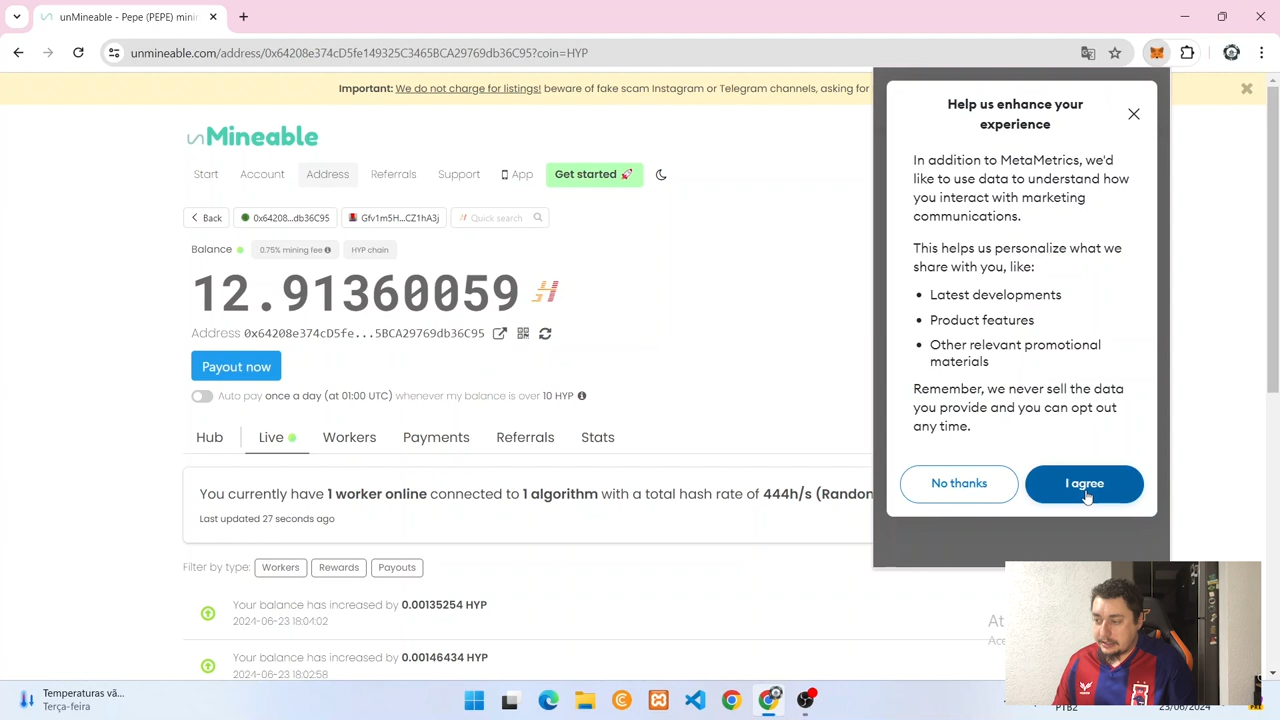 unMineable - Pepe (PEPE) mini
unmineable.com/address/0x64208e374cD5fe149325C3465BCA29769db36C95?coin=HYP
Important: We do not charge for listings! beware of fake scam Instagram or Telegram channels, asking for
unMineable
Start Account Address Referrals Support App Get started
Back 0x64208...db36C95 Gfv1m5H...CZ1hA3j Quick search
Balance 0.75% mining fee HYP chain
12.91360059
Address 0x64208e374cD5fe...5BCA29769db36C95
Payout now
Auto pay once a day (at 01:00 UTC) whenever my balance is over 10 HYP
Hub Live Workers Payments Referrals Stats
You currently have 1 worker online connected to 1 algorithm with a total hash rate of 444h/s (Random
Last updated 27 seconds ago
Filter by type: Workers Rewards Payouts
Your balance has increased by 0.00135254 HYP
2024-06-23 18:04:02
Your balance has increased by 0.00146434 HYP
2024-06-23 18:02:58
Help us enhance your
experience
In addition to MetaMetrics, we'd
like to use data to understand how
you interact with marketing
communications.
This helps us personalize what we
share with you, like:
Latest developments
Product features
Other relevant promotional
materials
Remember, we never sell the data
you provide and you can opt out
any time.
No thanks I agree
At
Ace
Temperaturas vã...
Terça-feira
PTB2
23/06/2024